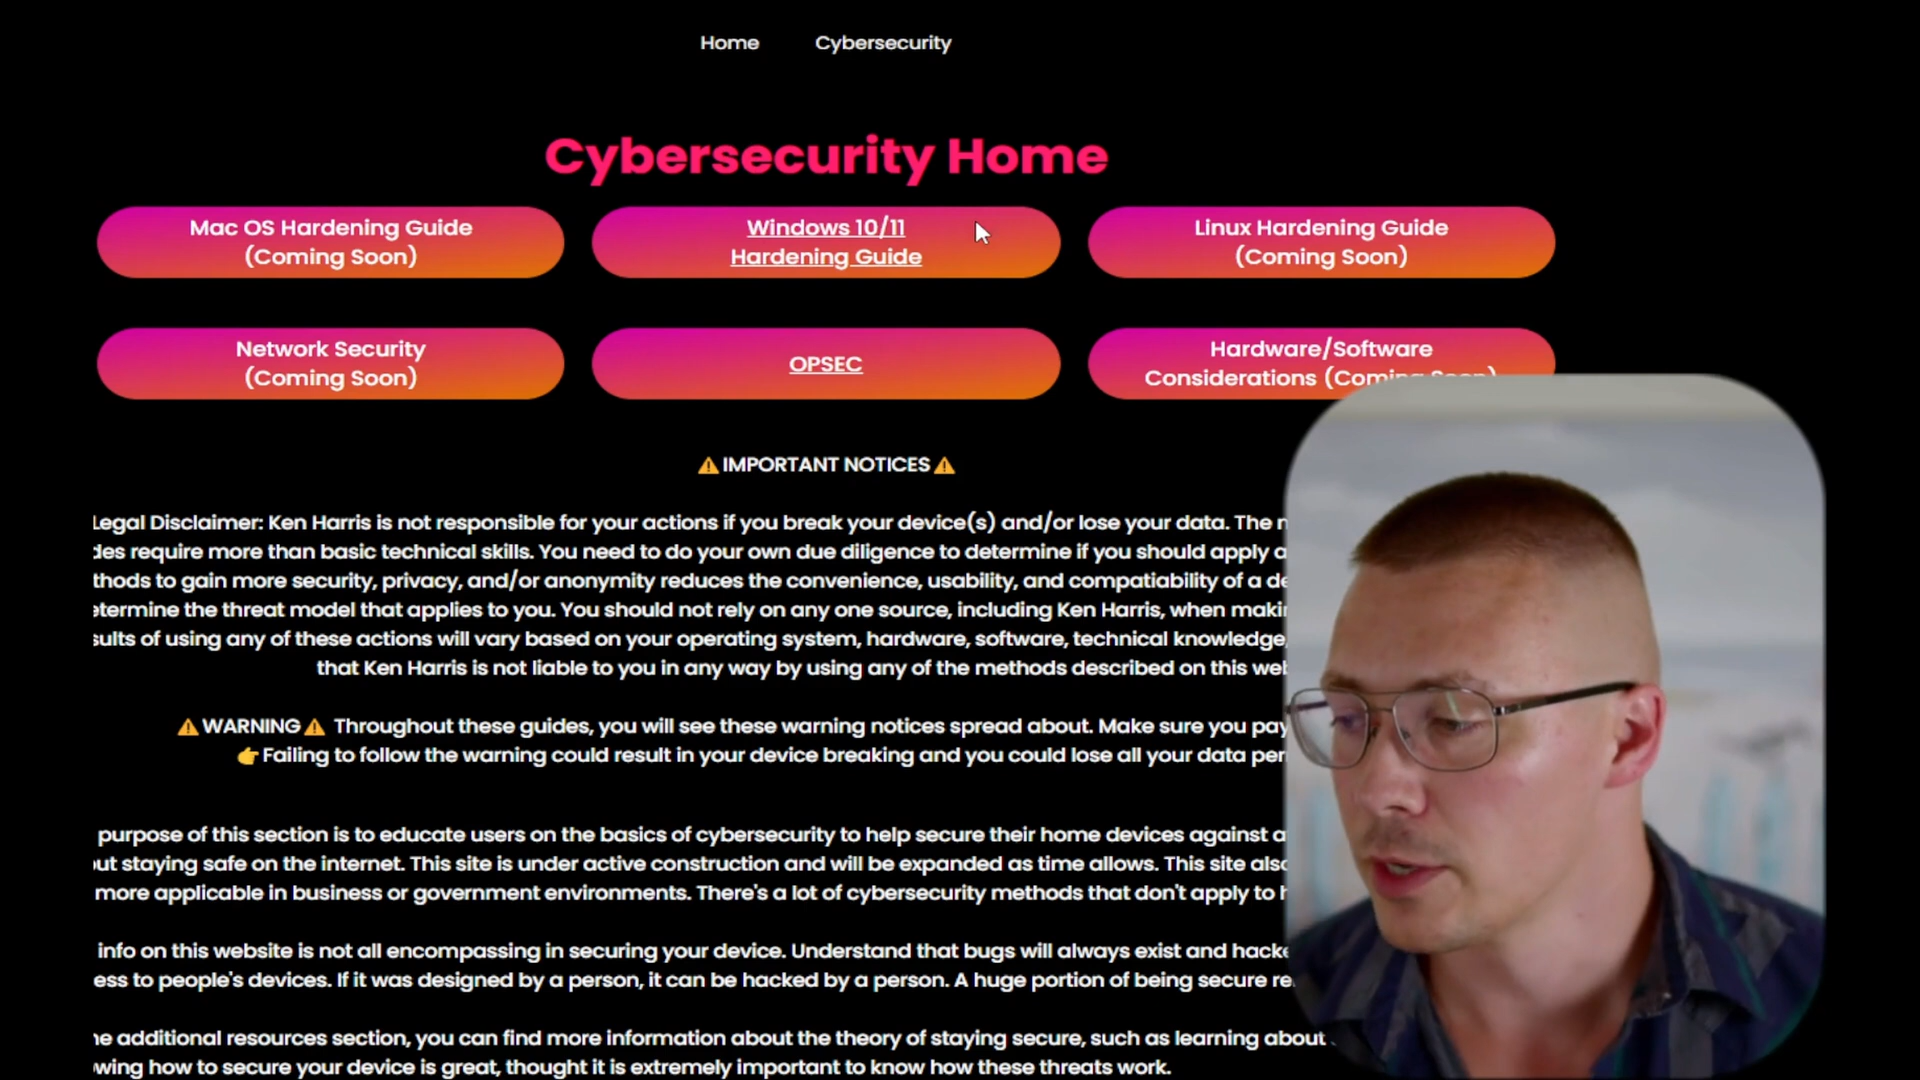 Home Cybersecurity
Cybersecurity Home
Mac OS Hardening Guide
(Coming Soon)
Windows 10/11
Hardening Guide
Linux Hardening Guide
(Coming Soon)
Network Security
(Coming Soon)
OPSEC
Hardware/Software
Considerations (Coming Soon)
⚠️IMPORTANT NOTICES⚠️
Legal Disclaimer: Ken Harris is not responsible for your actions if you break your device(s) and/or lose your data. The
require more than basic technical skills. You need to do your own due diligence to determine if you should apply
to gain more security, privacy, and/or anonymity reduces the convenience, usability, and compatiability of a
the threat model that applies to you. You should not rely on any one source, including Ken Harris, when
of using any of these actions will vary based on your operating system, hardware, software, technical knowledge,
that Ken Harris is not liable to you in any way by using any of the methods described on this
⚠️WARNING⚠️ Throughout these guides, you will see these warning notices spread about. Make sure you pay
👉Failing to follow the warning could result in your device breaking and you could lose all your data
purpose of this section is to educate users on the basics of cybersecurity to help secure their home devices against
staying safe on the internet. This site is under active construction and will be expanded as time allows. This site
more applicable in business or government environments. There's a lot of cybersecurity methods that don't apply to
info on this website is not all encompassing in securing your device. Understand that bugs will always exist and
to people's devices. If it was designed by a person, it can be hacked by a person. A huge portion of being secure
additional resources section, you can find more information about the theory of staying secure, such as learning about
how to secure your device is great, thought it is extremely important to know how these threats work.